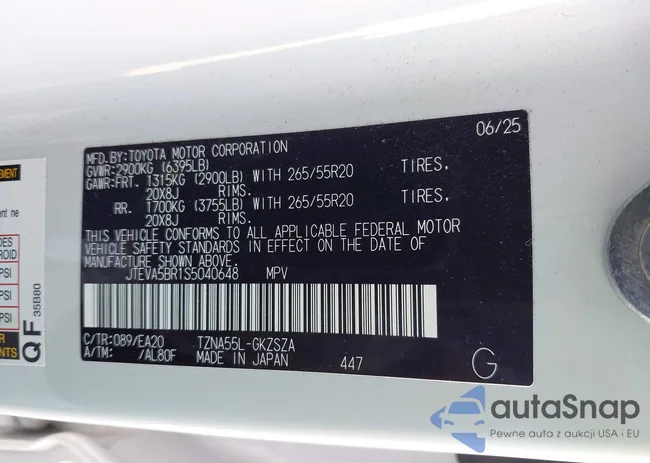 06/25
MFD.BY:TOYOTA MOTOR CORPORATION
GVWR:2900KG (6395LB)
GAWR:FRT. 1315KG (2900LB) WITH 265/55R20 TIRES.
20X8J RIMS.
RR. 1700KG (3755LB) WITH 265/55R20 TIRES.
20X8J RIMS.
THIS VEHICLE CONFORMS TO ALL APPLICABLE FEDERAL MOTOR
VEHICLE SAFETY STANDARDS IN EFFECT ON THE DATE OF
MANUFACTURE SHOWN ABOVE.
JTEVA5BR1S5040648 MPV
C/TR:089/EA20 TZNA55L-GKZSZA
A/TM: /AL80F MADE IN JAPAN 447
G
QF
35B80
PSI
PSI
PSI
autaSnap
Pewne auta z aukcji USA i EU